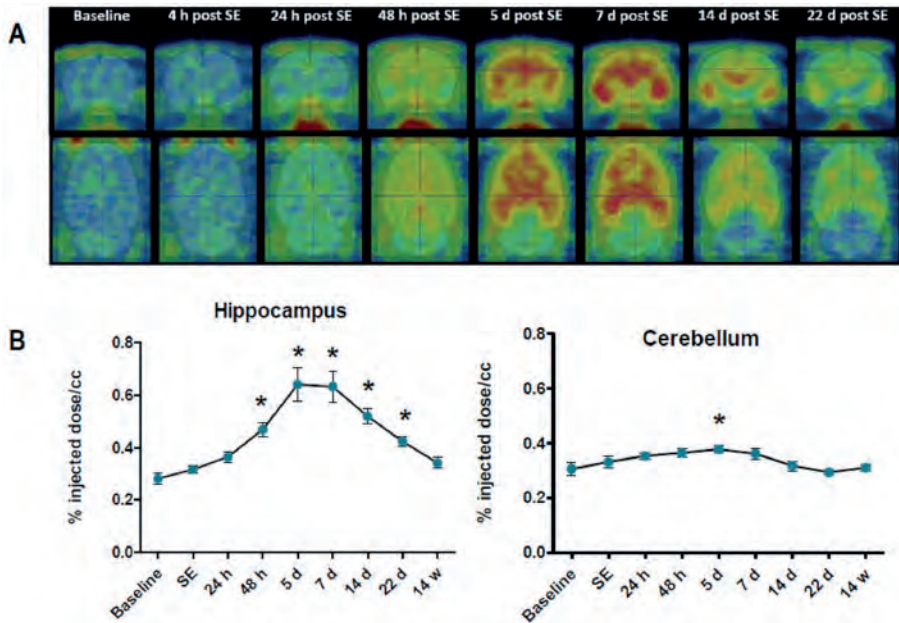 A
Baseline 4 h post SE 24 h post SE 48 h post SE 5 d post SE 7 d post SE 14 d post SE 22 d post SE
B
Hippocampus
% injected dose/cc
0.8
0.6
0.4
0.2
0.0
* * * * *
Baseline SE 24 h 48 h 5 d 7 d 14 d 22 d 14 w
Cerebellum
% injected dose/cc
0.8
0.6
0.4
0.2
0.0
*
Baseline SE 24 h 48 h 5 d 7 d 14 d 22 d 14 w